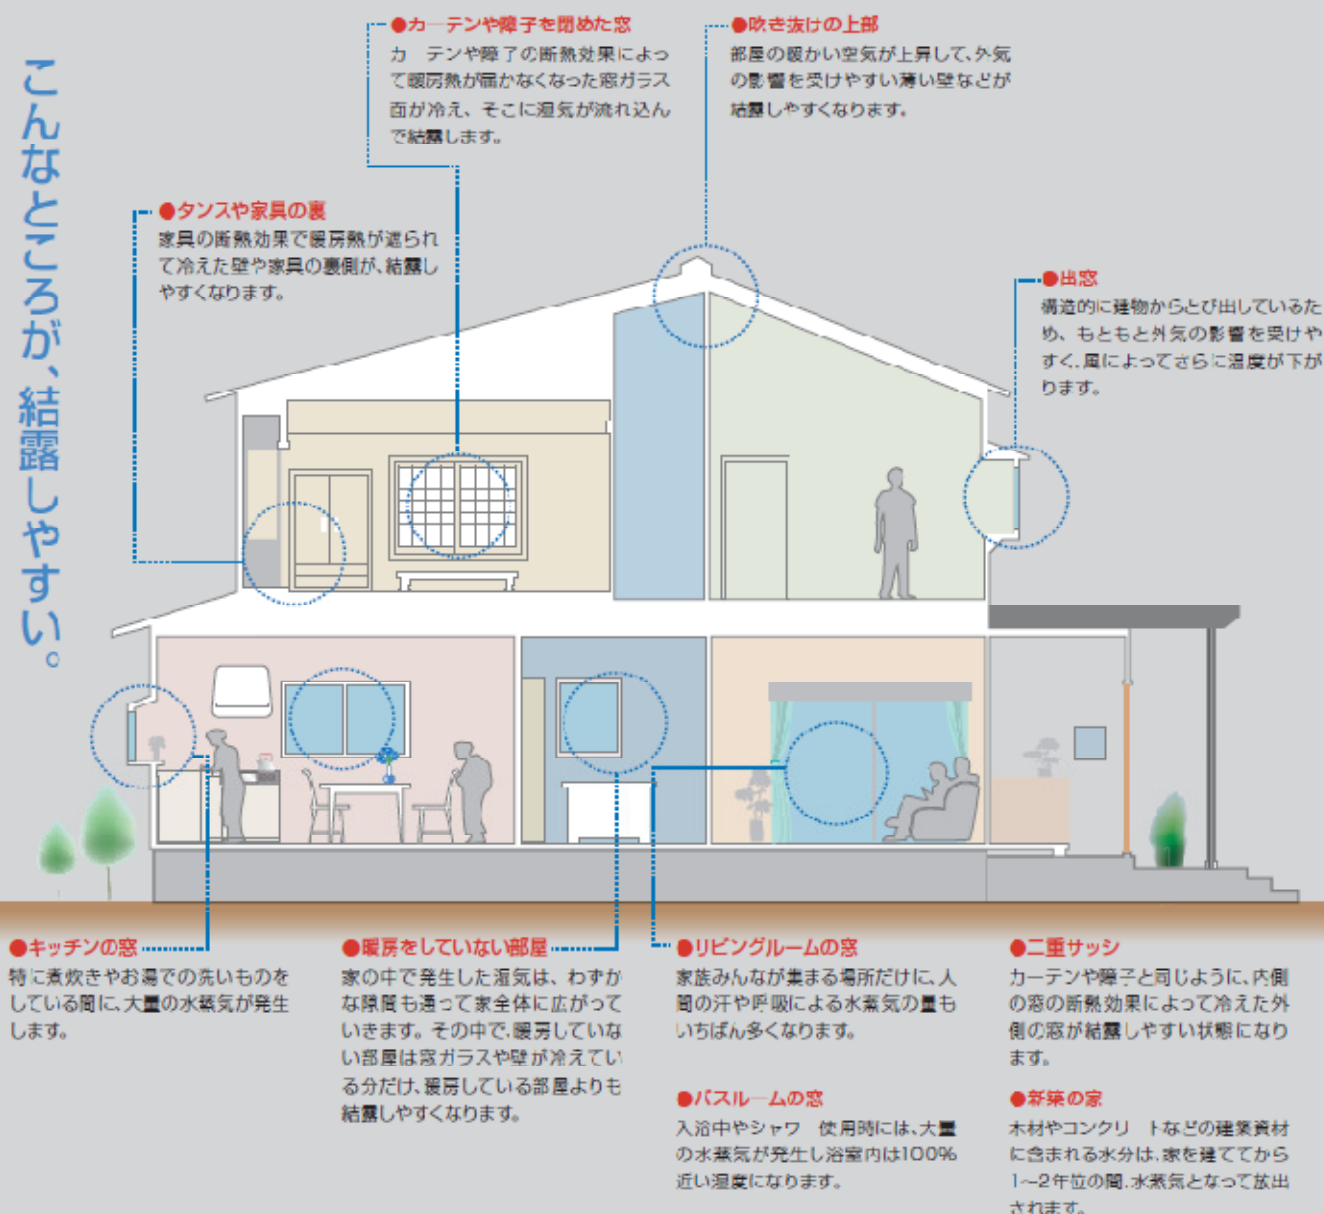 こんなところが、結露しやすい。
●カーテンや障子を閉めた窓
カ　テンや障子の断熱効果によっ
て暖房熱が届かなくなった窓ガラス
面が冷え、そこに湿気が流れ込ん
で結露します。
●吹き抜けの上部
部屋の暖かい空気が上昇して、外気
の影響を受けやすい薄い壁などが
結露しやすくなります。
●タンスや家具の裏
家具の断熱効果で暖房熱が遮られ
て冷えた壁や家具の裏側が、結露し
やすくなります。
●出窓
構造的に建物からとび出しているた
め、もともと外気の影響を受けや
すく、風によってさらに温度が下が
ります。
●キッチンの窓
特に煮炊きやお湯での洗いものを
している間に、大量の水蒸気が発生
します。
●暖房をしていない部屋
家の中で発生した湿気は、わずか
な隙間も通って家全体に広がって
いきます。その中で、暖房していな
い部屋は窓ガラスや壁が冷えてい
る分だけ、暖房している部屋よりも
結露しやすくなります。
●リビングルームの窓
家族みんなが集まる場所だけに、人
間の汗や呼吸による水蒸気の量も
いちばん多くなります。
●バスルームの窓
入浴中やシャワ　使用時には、大量
の水蒸気が発生し浴室内は100%
近い湿度になります。
●二重サッシ
カーテンや障子と同じように、内側
の窓の断熱効果によって冷えた外
側の窓が結露しやすい状態になり
ます。
●新築の家
木材やコンクリ　トなどの建築資材
に含まれる水分は、家を建ててから
1~2年位の間、水蒸気となって放出
されます。